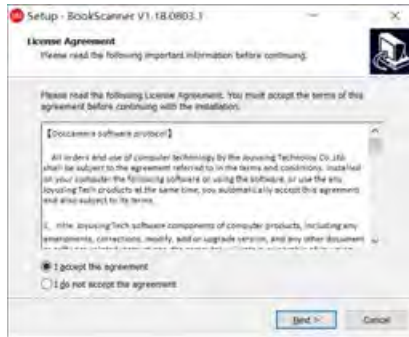 Setup - BookScanner V1.18.0803.1
License Agreement
Please read the following important information before continuing.
Please read the following License Agreement. You must accept the terms of this
agreement before continuing with the installation.
【Doccamera software protocol】
All orders and use of computer technology by the Joyusing Technoloy Co.,Ltd
shall be subject to the agreement referred to in the terms and conditions. Installed
on your computer the following software or using the software, or use the any
Joyusing Tech products at the same time, you automatically accept this agreement
and also subject to its terms.
1, title Joyusing Tech software components of computer products, including any
amendments, corrections, modify, add or upgrade version, and any other document
I accept the agreement
I do not accept the agreement
Next >
Cancel